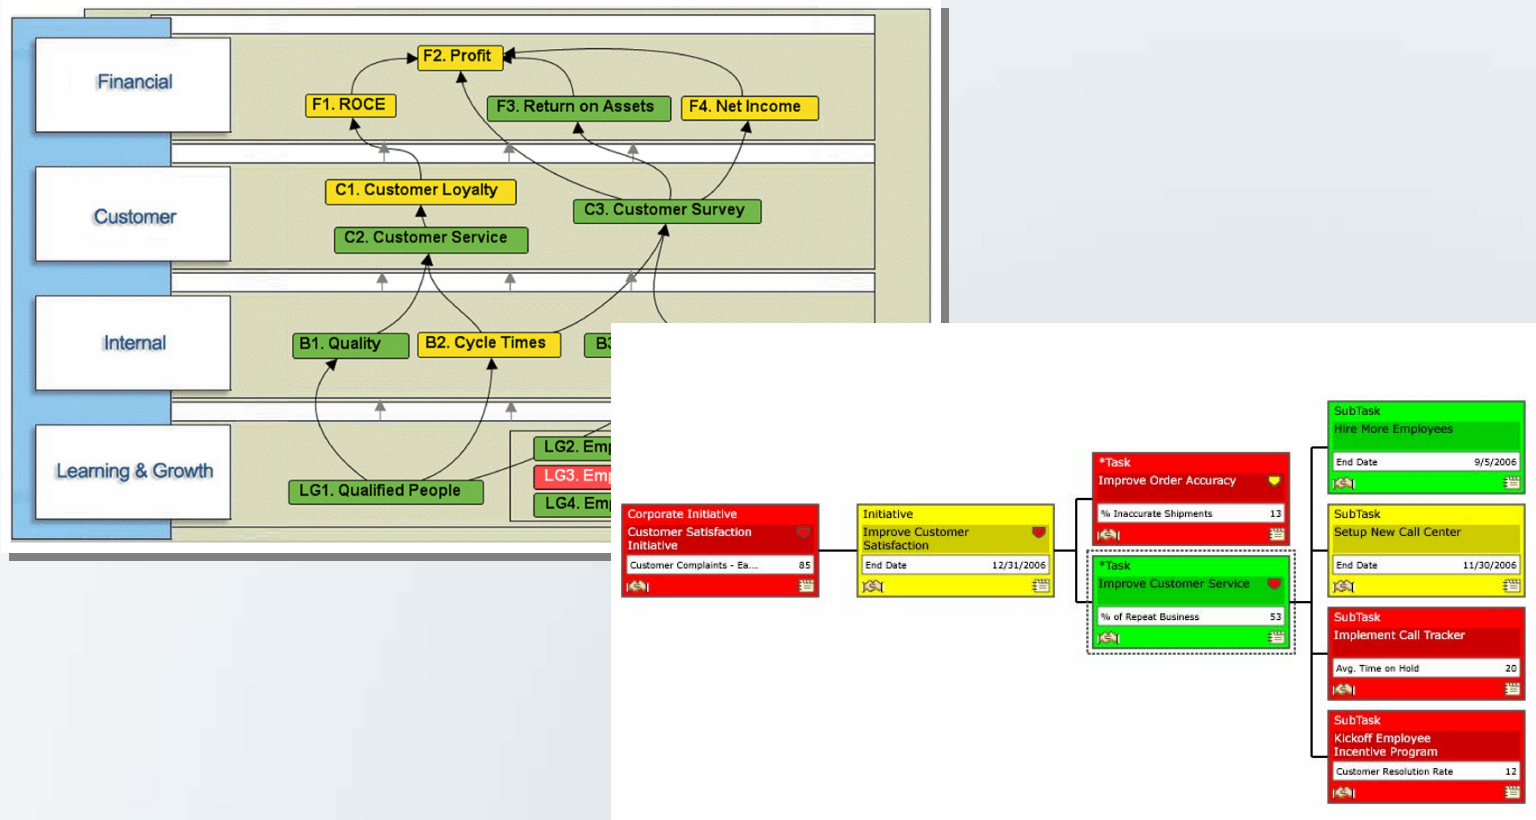 Financial
F2. Profit
F1. ROCE
F3. Return on Assets
F4. Net Income
Customer
C1. Customer Loyalty
C3. Customer Survey
C2. Customer Service
Internal
B1. Quality
B2. Cycle Times
Learning & Growth
LG1. Qualified People
LG2.
LG3.
LG4.
Corporate Initiative
Customer Satisfaction
Initiative
Customer Complaints - Ea... 85
Initiative
Improve Customer
Satisfaction
End Date 12/31/2006
*Task
Improve Order Accuracy
% Inaccurate Shipments 13
*Task
Improve Customer Service
% of Repeat Business 53
SubTask
Hire More Employees
End Date 9/5/2006
SubTask
Setup New Call Center
End Date 11/30/2006
SubTask
Implement Call Tracker
Avg. Time on Hold 20
SubTask
Kickoff Employee
Incentive Program
Customer Resolution Rate 12